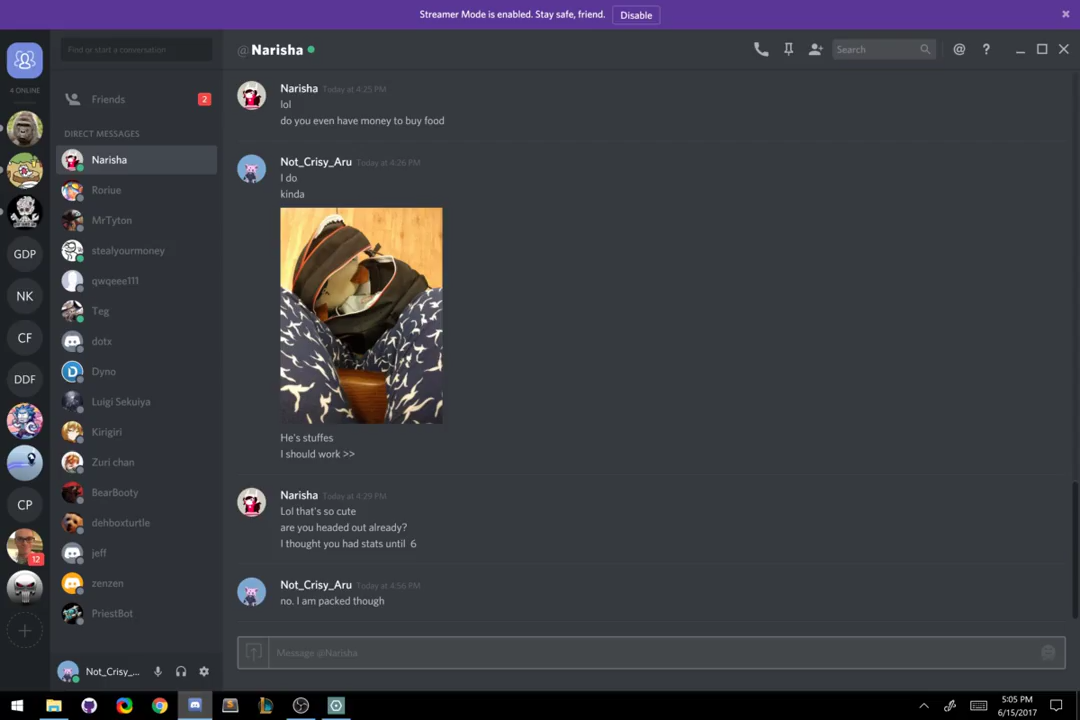 Streamer Mode is enabled. Stay safe, friend.
Disable
Find or start a conversation
@Narisha
Search
@
?
4 ONLINE
Friends
2
DIRECT MESSAGES
Narisha
Roriue
MrTyton
stealyourmoney
qwqeee111
Teg
dotx
Dyno
Luigi Sekuiya
Kirigiri
Zuri chan
BearBooty
dehboxturtle
jeff
zenzen
PriestBot
GDP
NK
CF
DDF
CP
12
Not_Crisy_...
Narisha Today at 4:25 PM
lol
do you even have money to buy food
Not_Crisy_Aru Today at 4:26 PM
I do
kinda
He's stuffes
I should work >>
Narisha Today at 4:29 PM
Lol that's so cute
are you headed out already?
I thought you had stats until 6
Not_Crisy_Aru Today at 4:56 PM
no. I am packed though
Message @Narisha
5:05 PM
6/15/2017